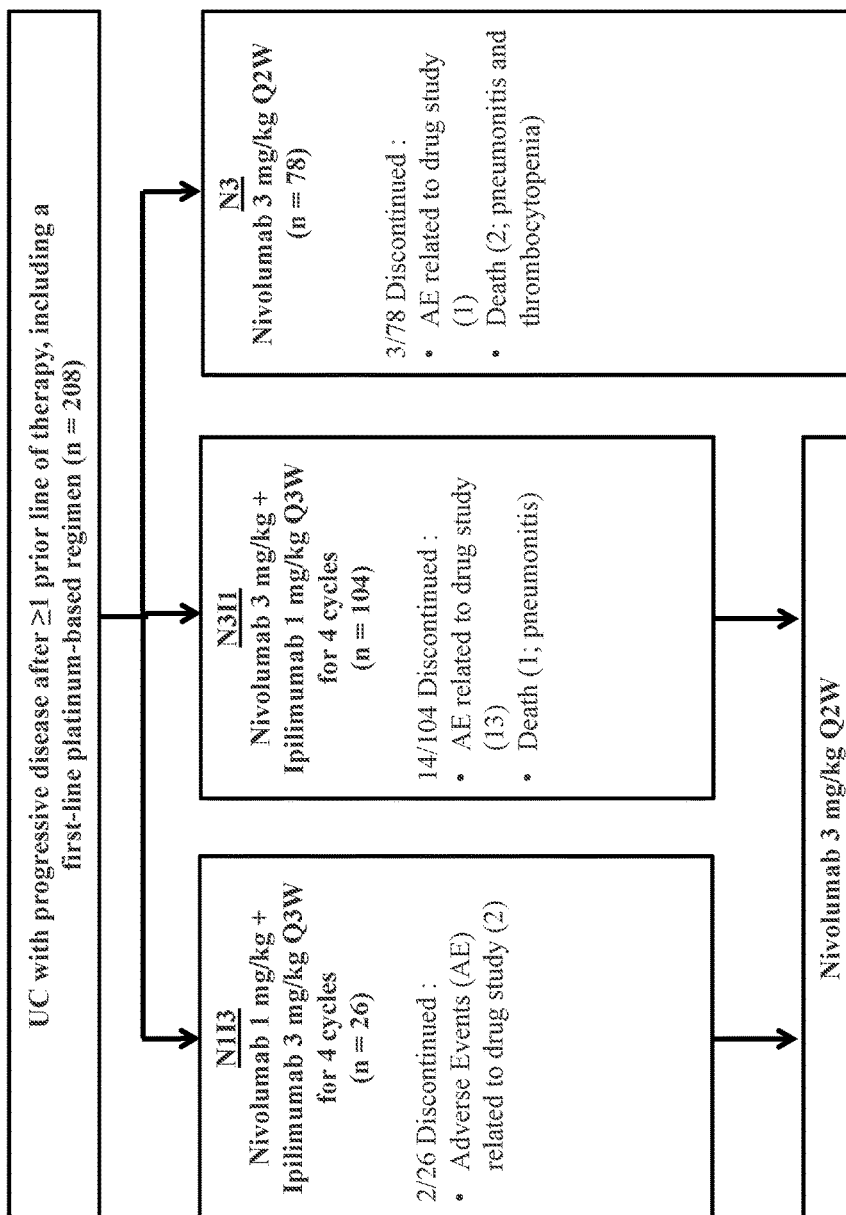 UC with progressive disease after ≥1 prior line of therapy, including a
first-line platinum-based regimen (n = 208)
N1I3
Nivolumab 1 mg/kg +
Ipilimumab 3 mg/kg Q3W
for 4 cycles
(n = 26)
2/26 Discontinued :
• Adverse Events (AE)
related to drug study (2)
N3I1
Nivolumab 3 mg/kg +
Ipilimumab 1 mg/kg Q3W
for 4 cycles
(n = 104)
14/104 Discontinued :
• AE related to drug study
(13)
• Death (1; pneumonitis)
N3
Nivolumab 3 mg/kg Q2W
(n = 78)
3/78 Discontinued :
• AE related to drug study
(1)
• Death (2; pneumonitis and
thrombocytopenia)
Nivolumab 3 mg/kg Q2W